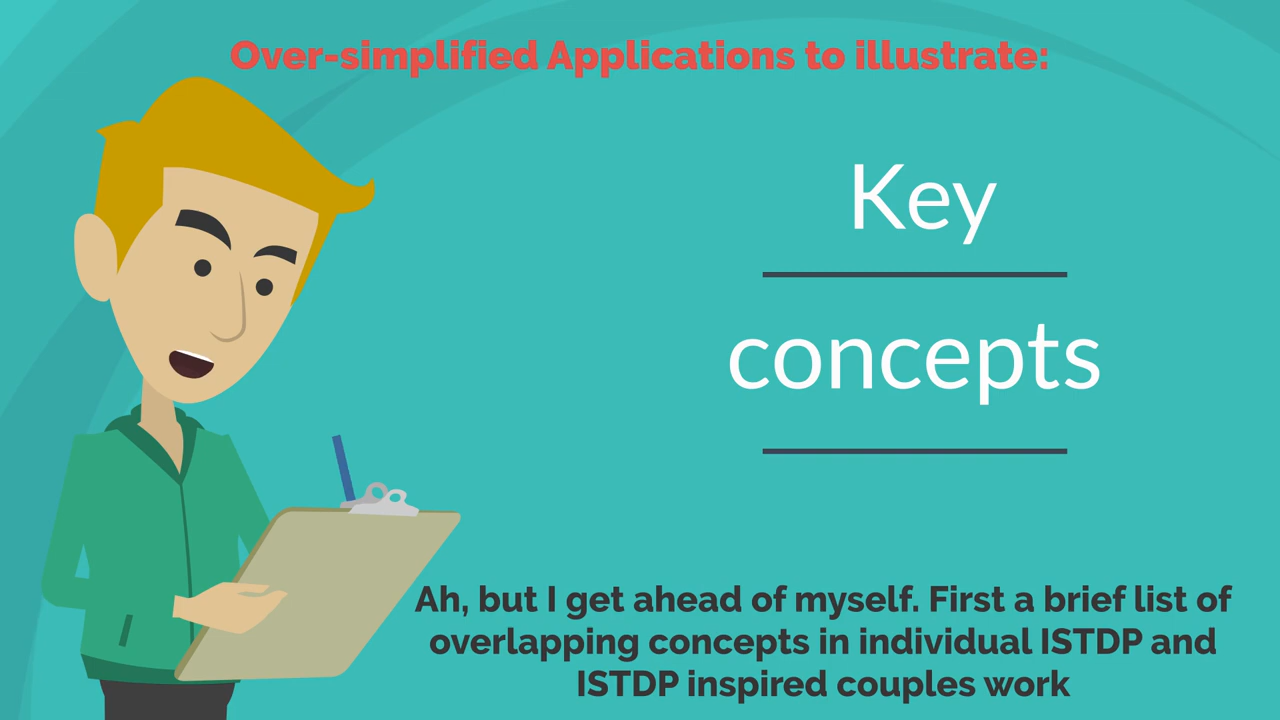 Over-simplified Applications to illustrate:
Key
concepts
Ah, but I get ahead of myself. First a brief list of
overlapping concepts in individual ISTDP and
ISTDP inspired couples work